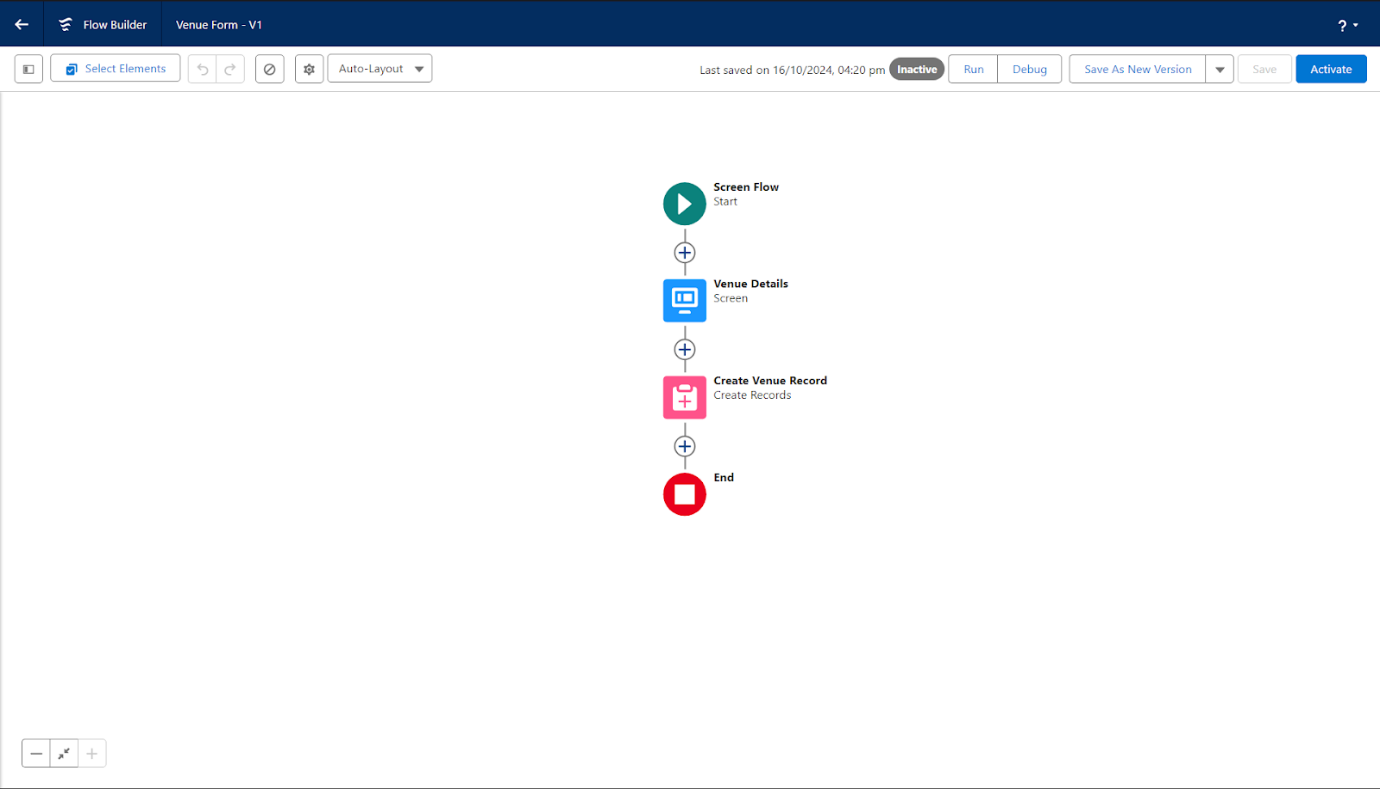 Flow Builder Venue Form - V1 ?
Select Elements Auto-Layout Last saved on 16/10/2024, 04:20 pm Inactive Run Debug Save As New Version Save Activate
Screen Flow
Start
Venue Details
Screen
Create Venue Record
Create Records
End